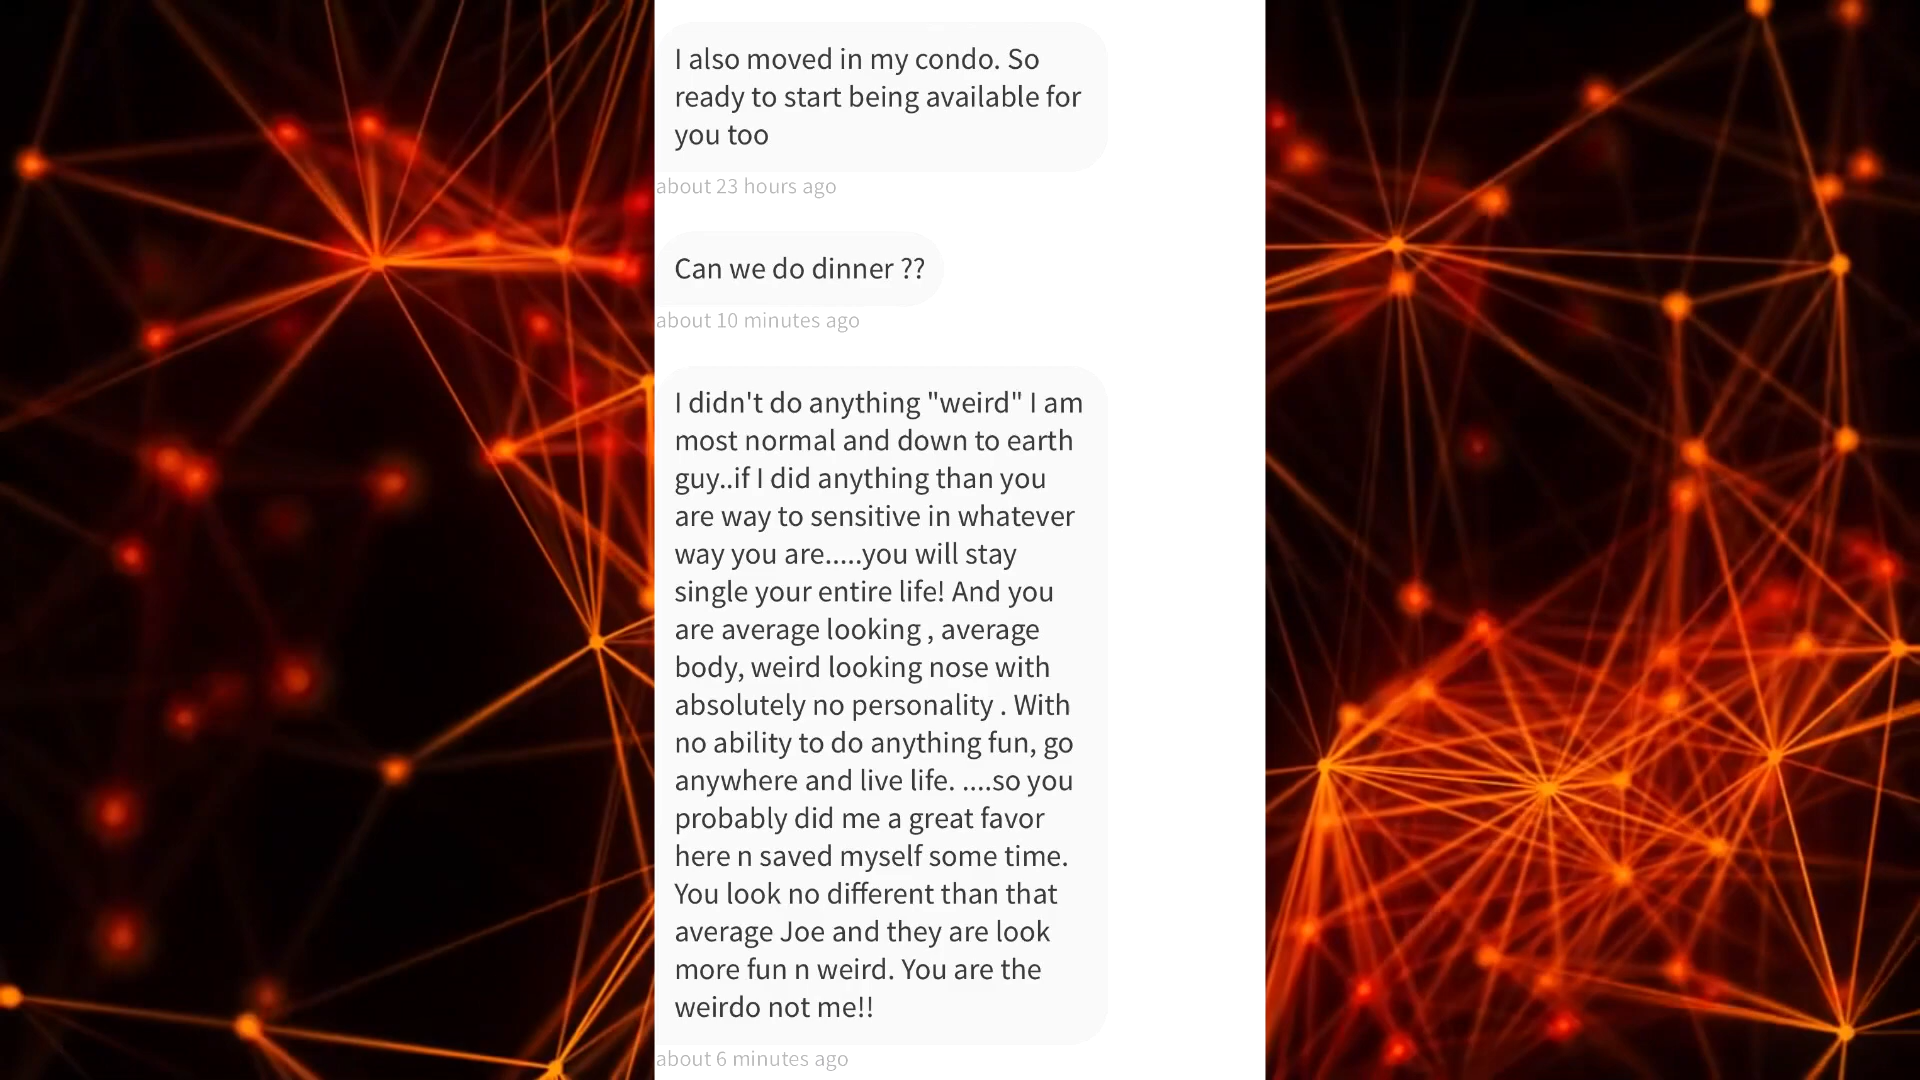 I also moved in my condo. So
ready to start being available for
you too
about 23 hours ago
Can we do dinner ??
about 10 minutes ago
I didn't do anything "weird" I am
most normal and down to earth
guy..if I did anything than you
are way to sensitive in whatever
way you are.....you will stay
single your entire life! And you
are average looking , average
body, weird looking nose with
absolutely no personality . With
no ability to do anything fun, go
anywhere and live life. ....so you
probably did me a great favor
here n saved myself some time.
You look no different than that
average Joe and they are look
more fun n weird. You are the
weirdo not me!!
about 6 minutes ago